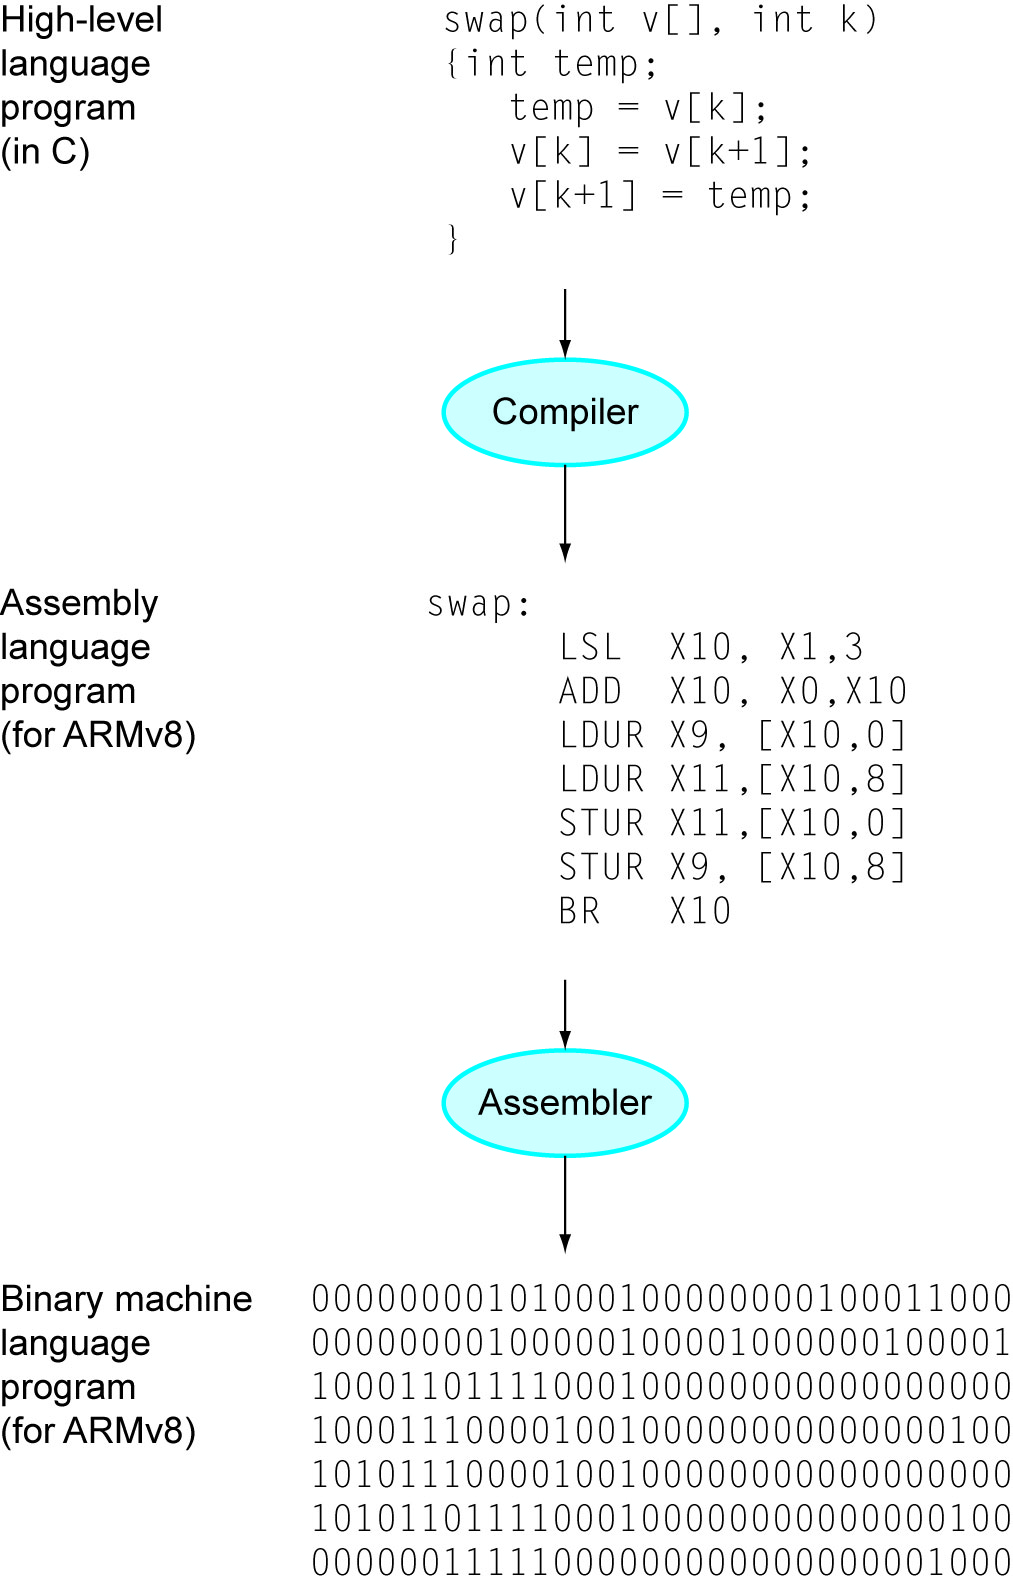 High-level swap(int v[], int k)
language {int temp;
program temp = v[k];
(in C) v[k] = v[k+1];
v[k+1] = temp;
}
Compiler
Assembly swap:
language LSL X10, X1,3
program ADD X10, X0,X10
(for ARMv8) LDUR X9, [X10,0]
LDUR X11,[X10,8]
STUR X11,[X10,0]
STUR X9, [X10,8]
BR X10
Assembler
Binary machine 00000000101000100000000100011000
language 00000000100000100001000000100001
program 10001101111000100000000000000000
(for ARMv8) 10001110000100100000000000000100
10101110000100100000000000000000
10101101111000100000000000000100
00000011111000000000000000001000